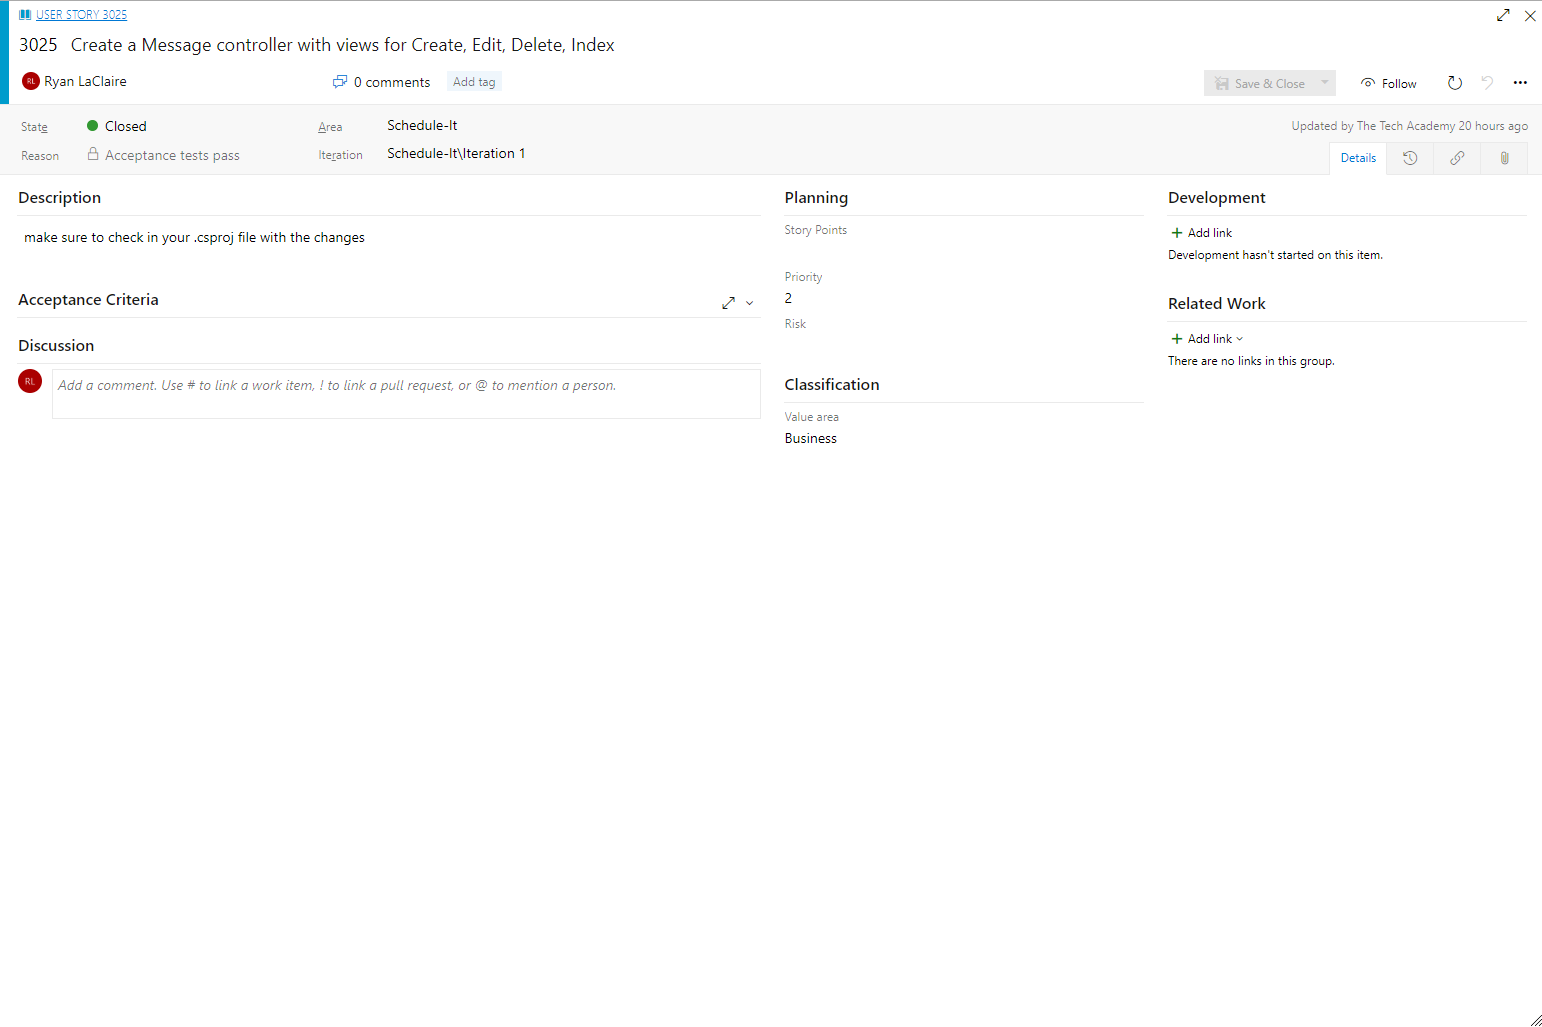 USER STORY 3025
3025 Create a Message controller with views for Create, Edit, Delete, Index
RL Ryan LaClaire
0 comments
Add tag
Save & Close
Follow
State
Closed
Area
Schedule-It
Updated by The Tech Academy 20 hours ago
Reason
Acceptance tests pass
Iteration
Schedule-It\Iteration 1
Details
Description
make sure to check in your .csproj file with the changes
Acceptance Criteria
Discussion
RL
Add a comment. Use # to link a work item, ! to link a pull request, or @ to mention a person.
Planning
Story Points
Priority
2
Risk
Classification
Value area
Business
Development
Add link
Development hasn't started on this item.
Related Work
Add link
There are no links in this group.